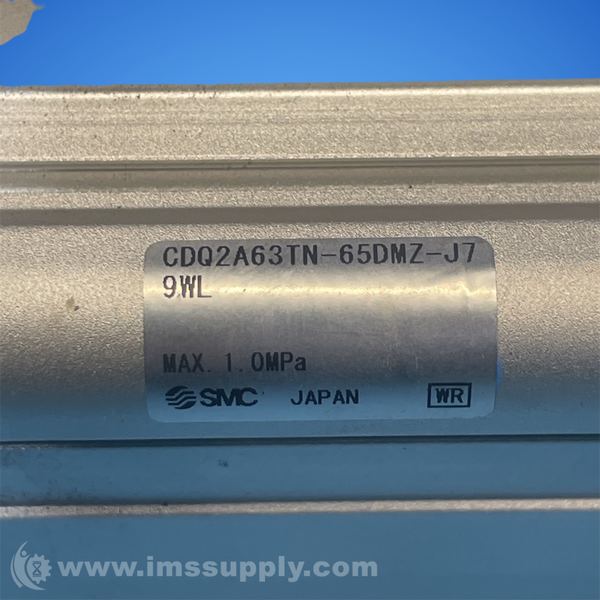 CDQ2A63TN-65DMZ-J7
9WL
MAX. 1.0MPa
SMC JAPAN WR
www.imssupply.com